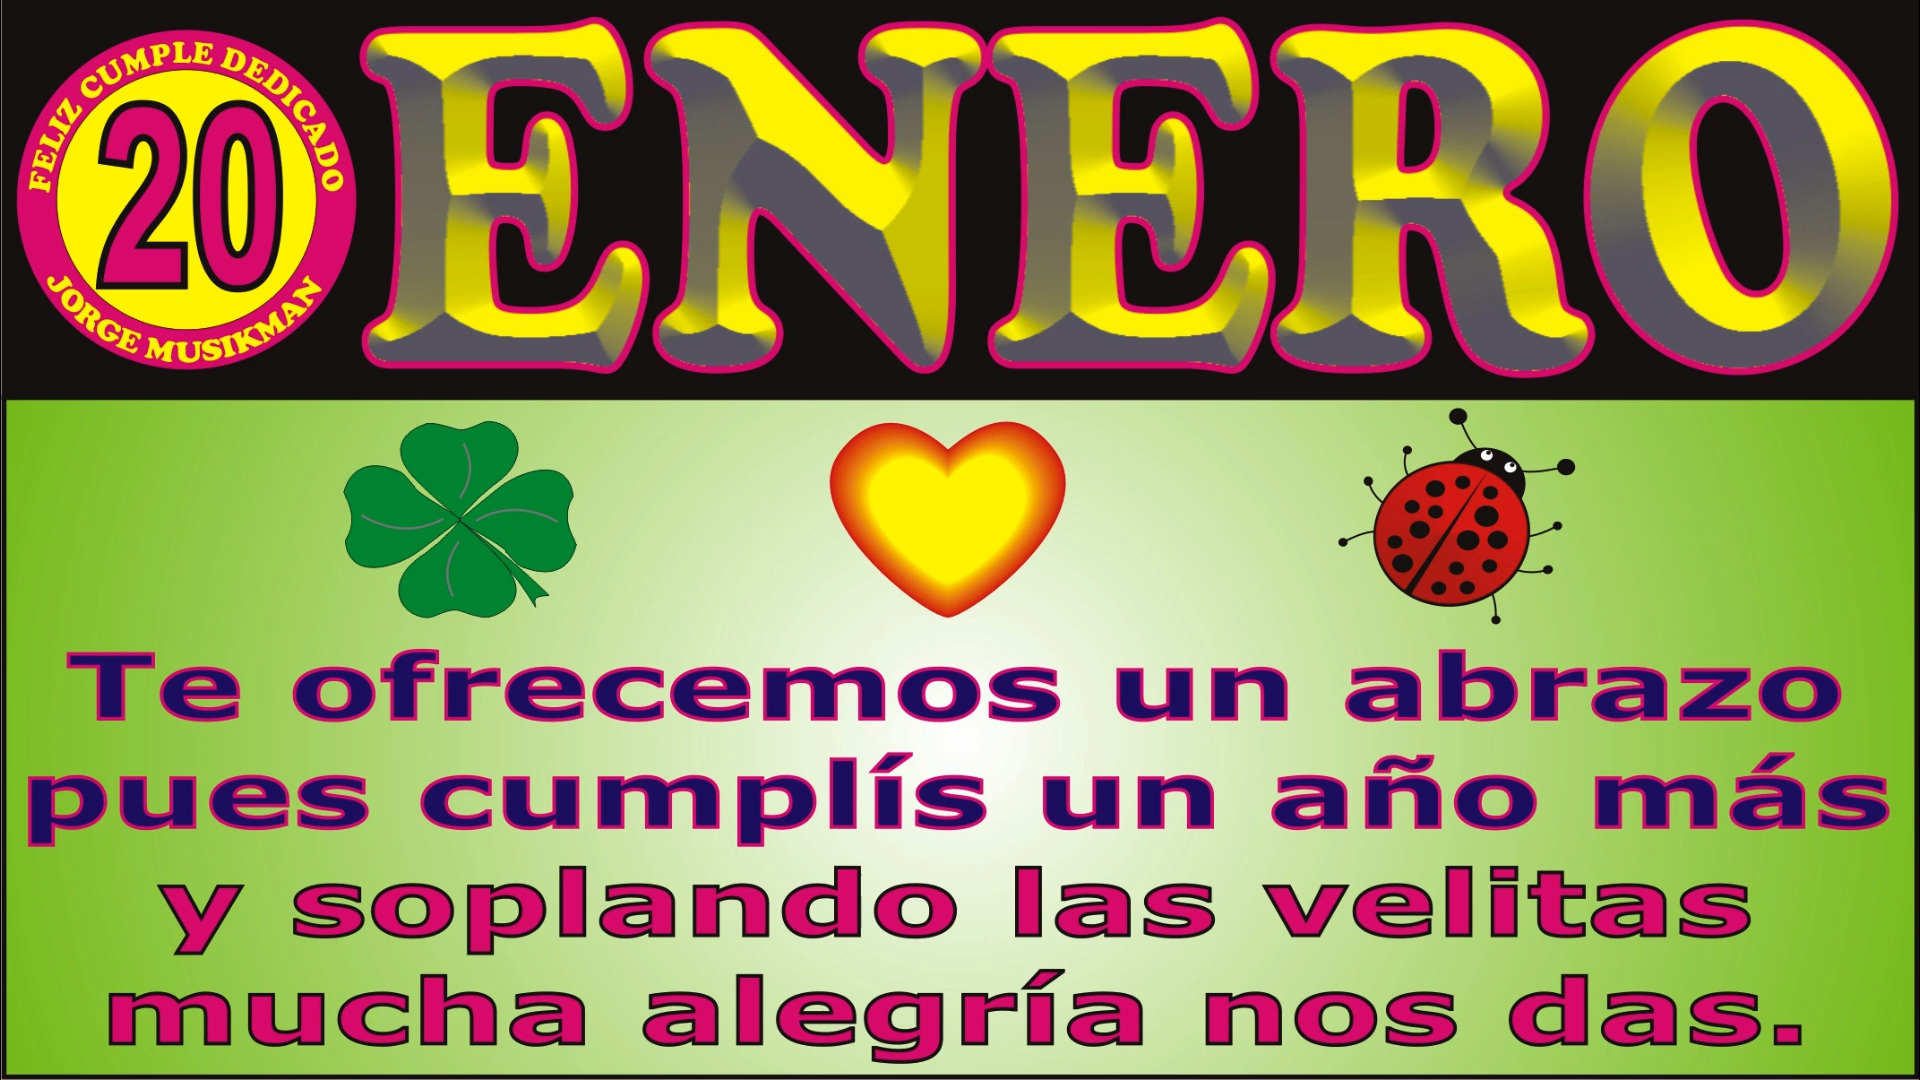 FELIZ CUMPLE DEDICADO
20
JORGE MUSIKMAN
ENERO
Te ofrecemos un abrazo
pues cumplís un año más
y soplando las velitas
mucha alegría nos das.